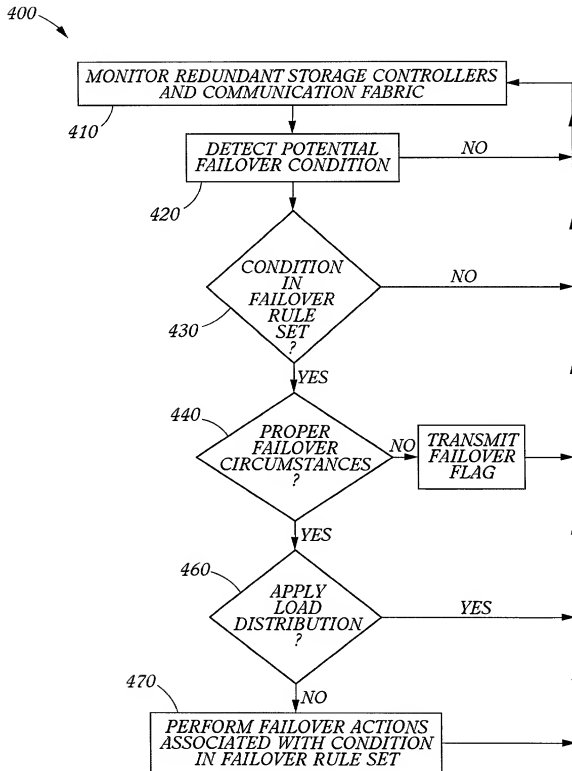 400
MONITOR REDUNDANT STORAGE CONTROLLERS
AND COMMUNICATION FABRIC
410
DETECT POTENTIAL
FAILOVER CONDITION
NO
420
CONDITION
IN
FAILOVER
RULE
SET
?
NO
430
YES
440
PROPER
FAILOVER
CIRCUMSTANCES
?
NO
TRANSMIT
FAILOVER
FLAG
YES
460
APPLY
LOAD
DISTRIBUTION
?
YES
NO
470
PERFORM FAILOVER ACTIONS
ASSOCIATED WITH CONDITION
IN FAILOVER RULE SET